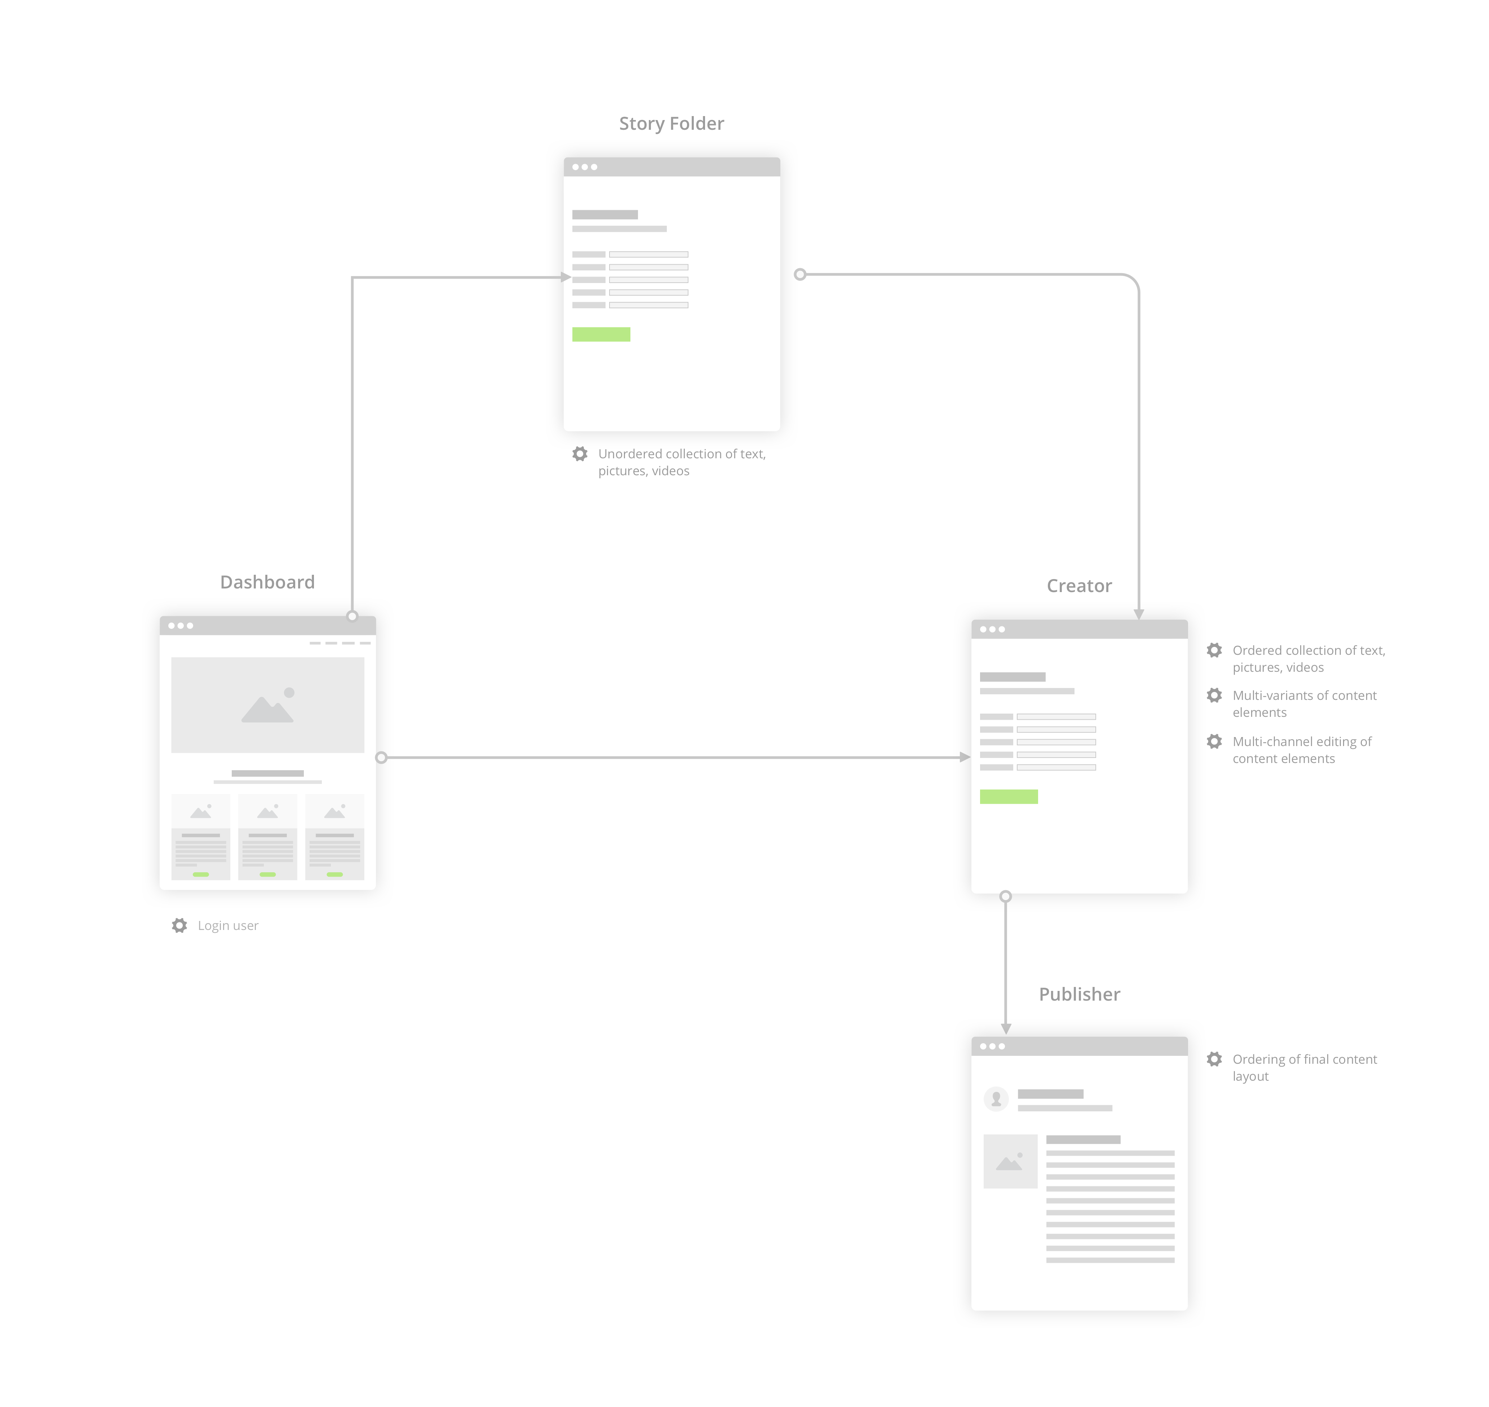 Story Folder
Unordered collection of text,
pictures, videos
Dashboard
Login user
Creator
Ordered collection of text,
pictures, videos
Multi-variants of content
elements
Multi-channel editing of
content elements
Publisher
Ordering of final content
layout